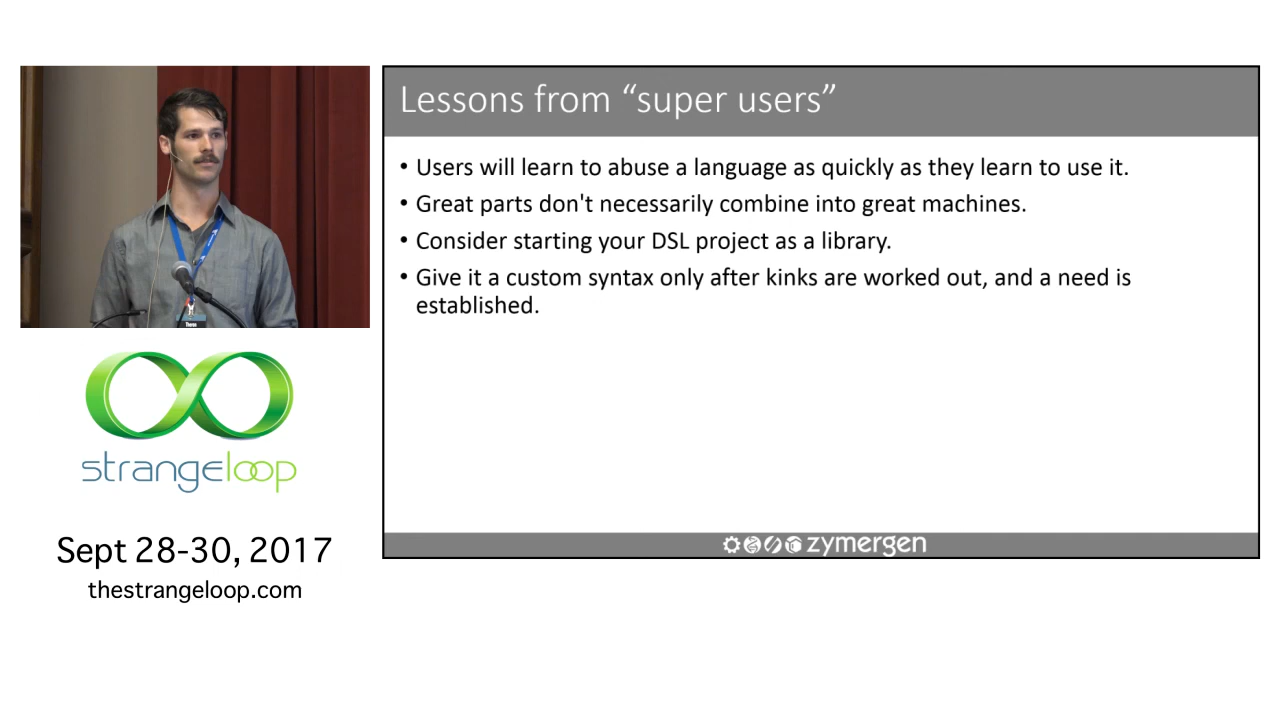 Lessons from “super users”
• Users will learn to abuse a language as quickly as they learn to use it.
• Great parts don't necessarily combine into great machines.
• Consider starting your DSL project as a library.
• Give it a custom syntax only after kinks are worked out, and a need is
established.
zymergen
strangeloop
Sept 28-30, 2017
thestrangeloop.com